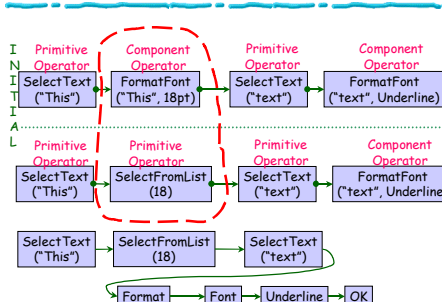 INITIAL
Primitive Operator
Component Operator
Primitive Operator
Component Operator
SelectText
("This")
FormatFont
("This", 18pt)
SelectText
("text")
FormatFont
("text", Underline)
Primitive Operator
Primitive Operator
Primitive Operator
Component Operator
SelectText
("This")
SelectFromList
(18)
SelectText
("text")
FormatFont
("text", Underline
SelectText
("This")
SelectFromList
(18)
SelectText
("text")
Format
Font
Underline
OK